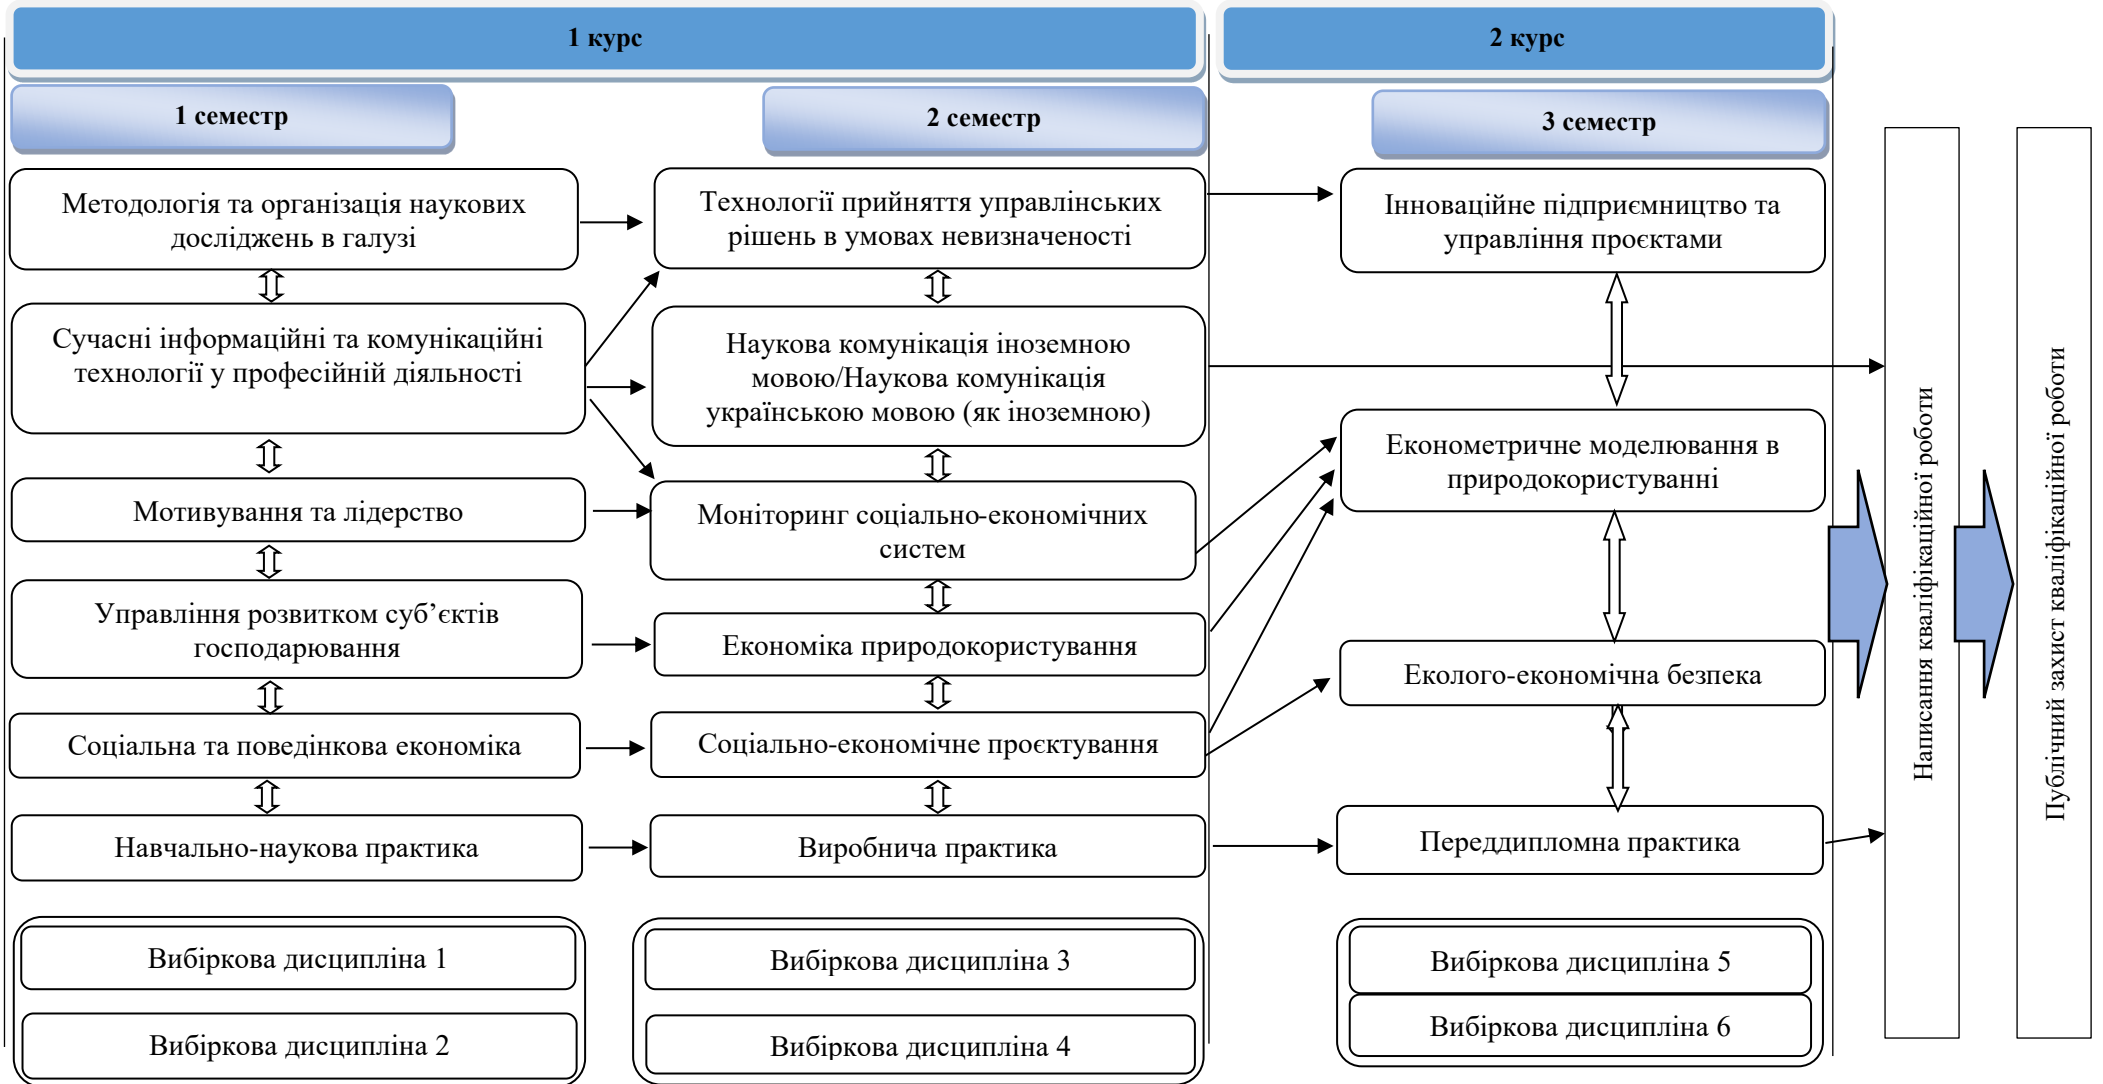 1 курс
2 курс
1 семестр
2 семестр
3 семестр
Методологія та організація наукових
досліджень в галузі
Сучасні інформаційні та комунікаційні
технології у професійній діяльності
Мотивування та лідерство
Управління розвитком суб’єктів
господарювання
Соціальна та поведінкова економіка
Навчально-наукова практика
Вибіркова дисципліна 1
Вибіркова дисципліна 2
Технології прийняття управлінських
рішень в умовах невизначеності
Наукова комунікація іноземною
мовою/Наукова комунікація
українською мовою (як іноземною)
Моніторинг соціально-економічних
систем
Економіка природокористування
Соціально-економічне проєктування
Виробнича практика
Вибіркова дисципліна 3
Вибіркова дисципліна 4
Інноваційне підприємництво та
управління проєктами
Економетричне моделювання в
природокористуванні
Еколого-економічна безпека
Переддипломна практика
Вибіркова дисципліна 5
Вибіркова дисципліна 6
Написання кваліфікаційної роботи
Публічний захист кваліфікаційної роботи